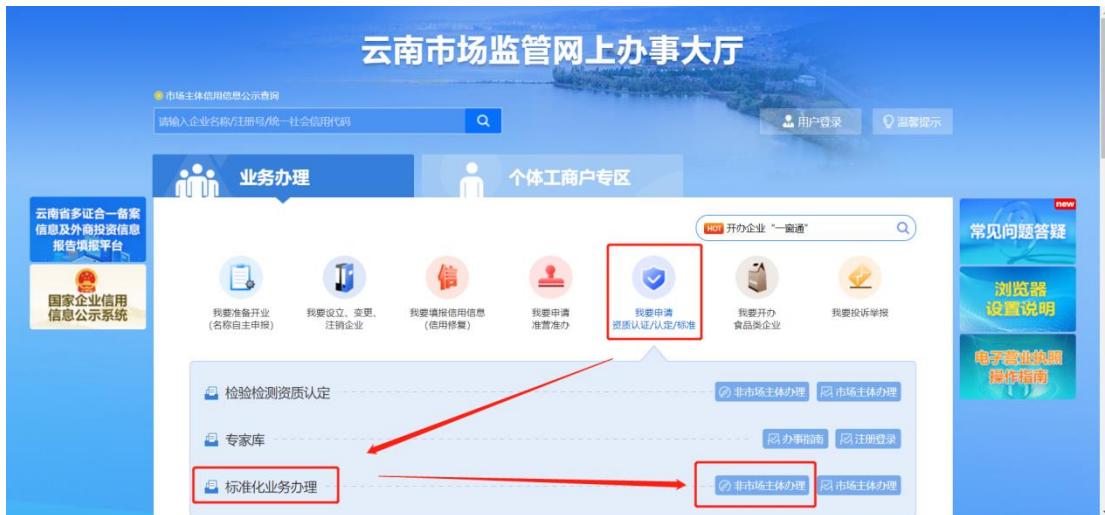 云南市场监管网上办事大厅
市场主体信用信息公示查询
请输入企业名称/注册号/统一社会信用代码
用户登录
温馨提示
业务办理
个体工商户专区
云南省多证合一备案
信息及外商投资信息
报告填报平台
国家企业信用
信息公示系统
HOT 开办企业 "一窗通"
new
常见问题答疑
浏览器
设置说明
电子营业执照
操作指南
我要准备开业
(名称自主申报)
我要设立、变更、
注销企业
信
我要填报信用信息
(信用修复)
我要申请
准营准办
我要申请
资质认证/认定/标准
我要开办
食品类企业
我要投诉举报
检验检测资质认定
非市场主体办理
市场主体办理
专家库
办事指南
注册登录
标准化业务办理
非市场主体办理
市场主体办理